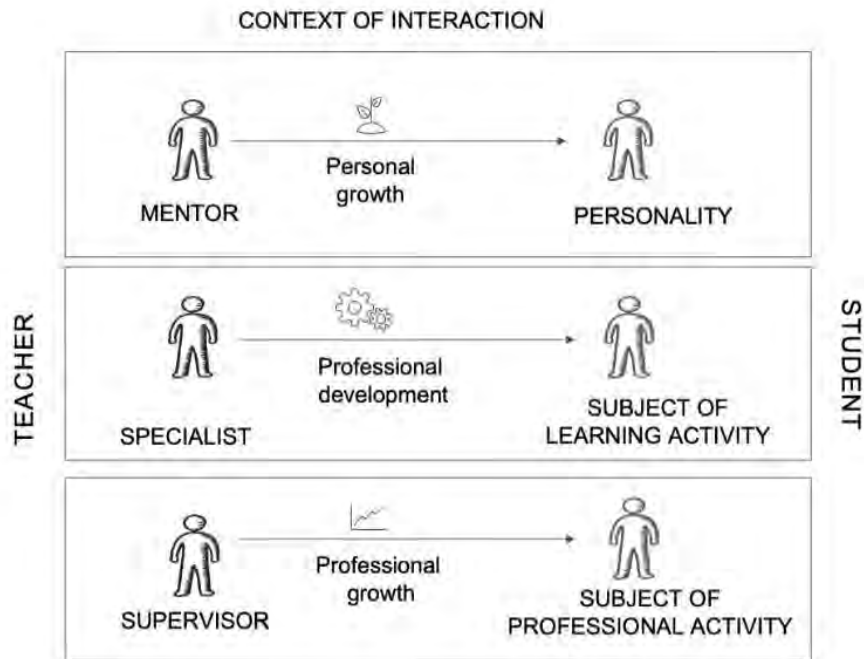 CONTEXT OF INTERACTION
TEACHER
STUDENT
Personal
growth
MENTOR
PERSONALITY
Professional
development
SPECIALIST
SUBJECT OF
LEARNING ACTIVITY
Professional
growth
SUPERVISOR
SUBJECT OF
PROFESSIONAL ACTIVITY